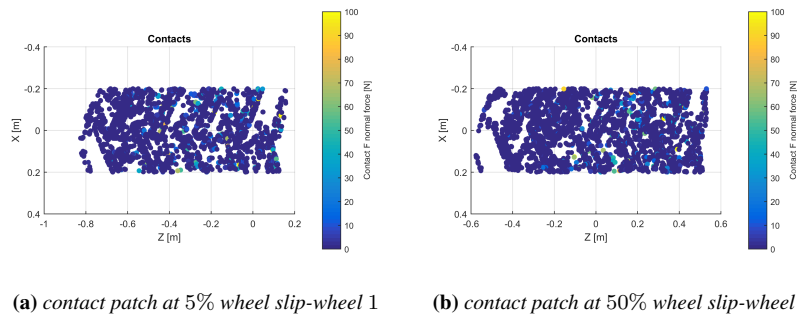 Contacts
-0.4
-0.2
0
0.2
0.4
X [m]
-1 -0.8 -0.6 -0.4 -0.2 0 0.2
Z [m]
100
90
80
70
60
50
40
30
20
10
0
Contact F normal force [N]
(a) contact patch at 5% wheel slip-wheel 1
Contacts
-0.4
-0.2
0
0.2
0.4
X [m]
-0.6 -0.4 -0.2 0 0.2 0.4 0.6
Z [m]
100
90
80
70
60
50
40
30
20
10
0
Contact F normal force [N]
(b) contact patch at 50% wheel slip-wheel